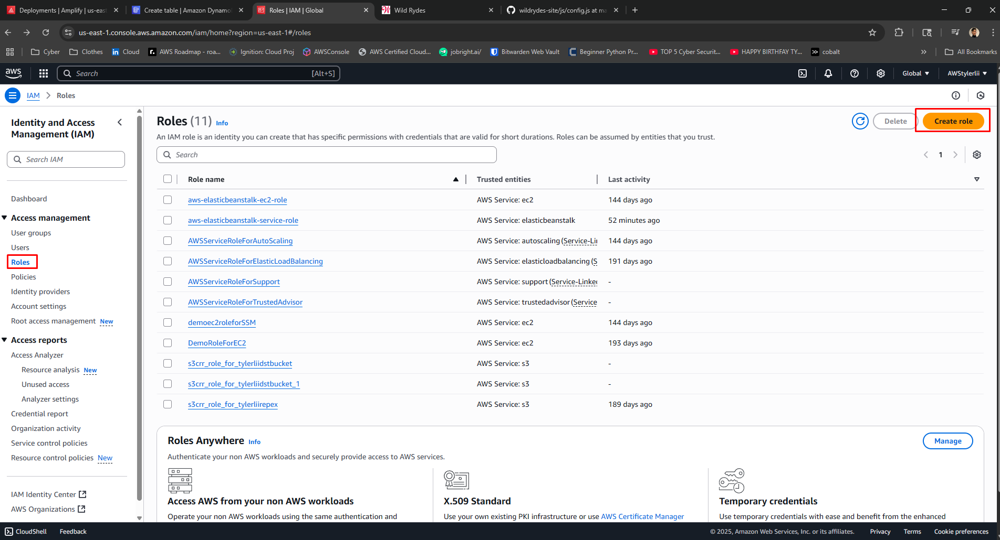 Deployments | Amplify | us-east
Create table | Amazon Dynamo
Roles | IAM | Global
Wild Rydes
wildrydes-site/js/config.js at ma
us-east-1.console.aws.amazon.com/iam/home?region=us-east-1#/roles
Cyber
Clothes
Cloud
AWS Roadmap - roa...
Ignition: Cloud Proj
AWSConsole
AWS Certified Cloud...
jobright.ai/
Bitwarden Web Vault
Beginner Python Pr...
TOP 5 Cyber Securit...
HAPPY BIRTHFAY TY...
cobalt
All Bookmarks
aws
Search
[Alt+S]
Global
AWStylerlii
IAM
Roles
Identity and Access
Management (IAM)
Search IAM
Dashboard
Access management
User groups
Users
Roles
Policies
Identity providers
Account settings
Root access management New
Access reports
Access Analyzer
Resource analysis New
Unused access
Analyzer settings
Credential report
Organization activity
Service control policies
Resource control policies New
IAM Identity Center
AWS Organizations
Roles (11) Info
Delete
Create role
An IAM role is an identity you can create that has specific permissions with credentials that are valid for short durations. Roles can be assumed by entities that you trust.
Search
1
Role name Trusted entities Last activity
aws-elasticbeanstalk-ec2-role AWS Service: ec2 144 days ago
aws-elasticbeanstalk-service-role AWS Service: elasticbeanstalk 52 minutes ago
AWSServiceRoleForAutoScaling AWS Service: autoscaling (Service-Li 144 days ago
AWSServiceRoleForElasticLoadBalancing AWS Service: elasticloadbalancing (S 191 days ago
AWSServiceRoleForSupport AWS Service: support (Service-Linked -
AWSServiceRoleForTrustedAdvisor AWS Service: trustedadvisor (Service -
demoec2roleforSSM AWS Service: ec2 144 days ago
DemoRoleForEC2 AWS Service: ec2 193 days ago
s3crr_role_for_tylerliidstbucket AWS Service: s3 -
s3crr_role_for_tylerliidstbucket_1 AWS Service: s3 -
s3crr_role_for_tylerliirepex AWS Service: s3 189 days ago
Roles Anywhere Info
Manage
Authenticate your non AWS workloads and securely provide access to AWS services.
Access AWS from your non AWS workloads
Operate your non AWS workloads using the same authentication and
X.509 Standard
Use your own existing PKI infrastructure or use AWS Certificate Manager
Temporary credentials
Use temporary credentials with ease and benefit from the enhanced
CloudShell
Feedback
© 2025, Amazon Web Services, Inc. or its affiliates.
Privacy
Terms
Cookie preferences